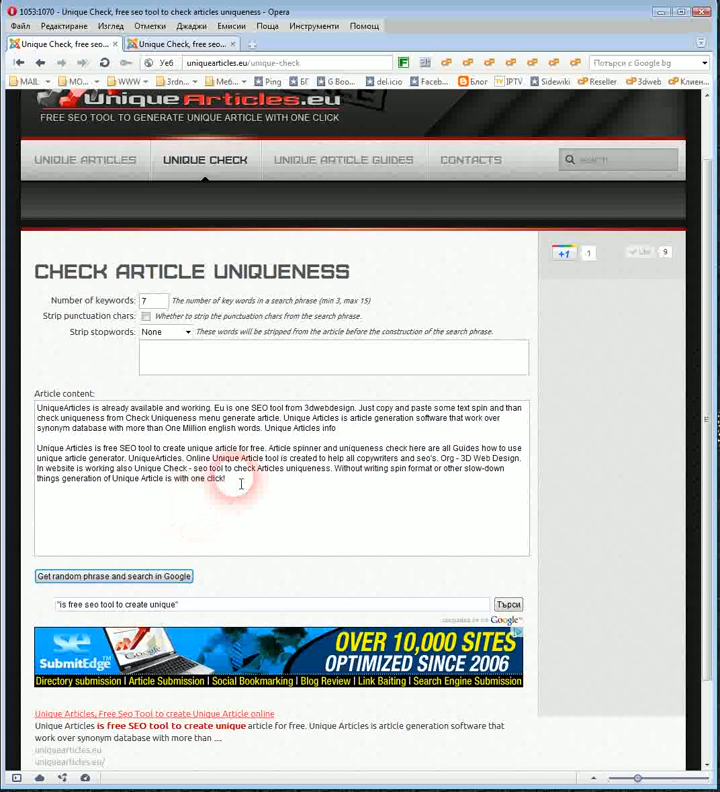 1053:1070 - Unique Check, free seo tool to check articles uniqueness - Opera
Файл Редактиране Изглед Отметки Джаджи Емисии Поща Инструменти Помощ
Unique Check, free seo... Unique Check, free seo...
Уеб uniquearticles.eu/unique-check Потърси с Google bg
MAIL MO... WWW 3rdn... Меб... Ping БГ G Boo... del.icio Faceb... Блог IPTV Sidewiki Reseller 3dweb Клиен...
UniqueArticles.eu
FREE SEO TOOL TO GENERATE UNIQUE ARTICLE WITH ONE CLICK
UNIQUE ARTICLES UNIQUE CHECK UNIQUE ARTICLE GUIDES CONTACTS search...
+1 1 Like 9
CHECK ARTICLE UNIQUENESS
Number of keywords: 7 The number of key words in a search phrase (min 3, max 15)
Strip punctuation chars: Whether to strip the punctuation chars from the search phrase.
Strip stopwords: None These words will be stripped from the article before the construction of the search phrase.
Article content:
UniqueArticles is already available and working. Eu is one SEO tool from 3dwebdesign. Just copy and paste some text spin and than
check uniqueness from Check Uniqueness menu generate article. Unique Articles is article generation software that work over
synonym database with more than One Million english words. Unique Articles info
Unique Articles is free SEO tool to create unique article for free. Article spinner and uniqueness check here are all Guides how to use
unique article generator. UniqueArticles. Online Unique Article tool is created to help all copywriters and seo's. Org - 3D Web Design.
In website is working also Unique Check - seo tool to check Articles uniqueness. Without writing spin format or other slow-down
things generation of Unique Article is with one click!
Get random phrase and search in Google
"is free seo tool to create unique" Търси
Google™
se SubmitEdge™
OVER 10,000 SITES
OPTIMIZED SINCE 2006
Directory submission | Article Submission | Social Bookmarking | Blog Review | Link Baiting | Search Engine Submission
Unique Articles, Free Seo Tool to create Unique Article online
Unique Articles is free SEO tool to create unique article for free. Unique Articles is article generation software that
work over synonym database with more than ....
uniquearticles.eu
uniquearticles.eu/